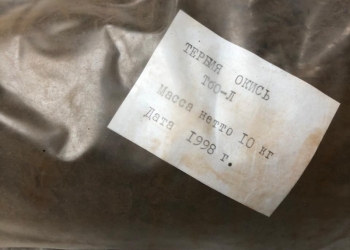 ТЕРБИЯ ОКИСЬ
ТбО-Д
Масса нетто 10 кг
Дата 1998 г.